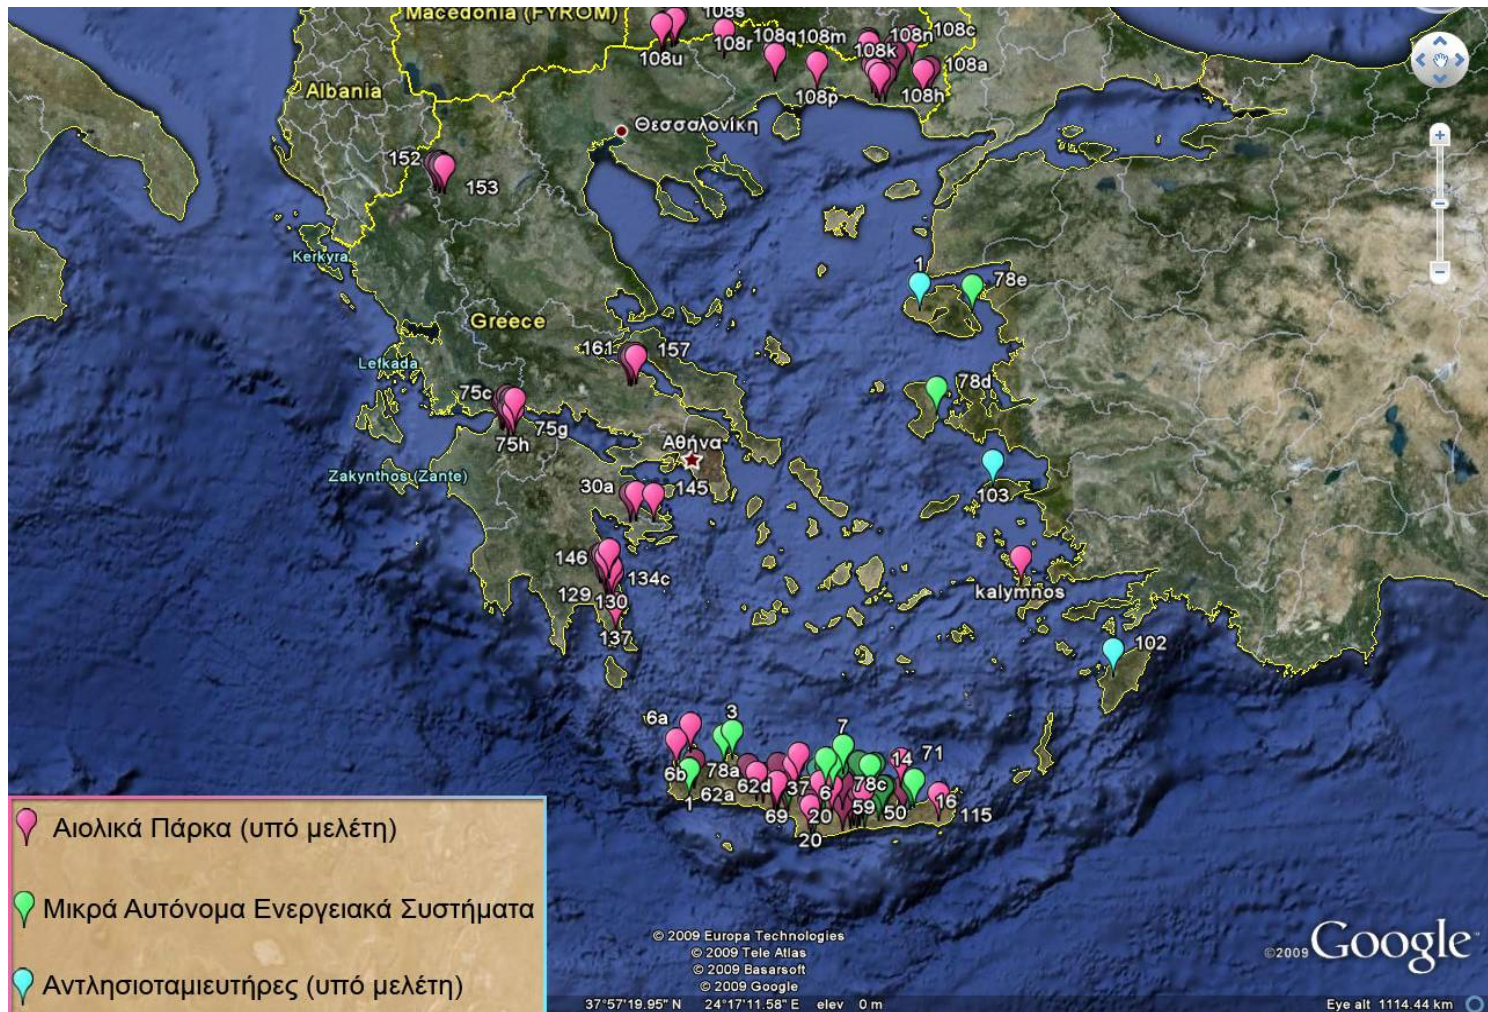 Macedonia (FYROM)
108s
108u
108r
108q
108m
108n
108c
108k
108a
108p
108h
Albania
Θεσσαλονίκη
152
153
Kerkyra
1
78e
Greece
161
157
Lefkada
78d
75c
75g
75h
Αθήνα
Zakynthos (Zante)
30a
145
103
146
134c
129
130
137
kalymnos
102
6a
3
7
71
14
6b
78a
62d
37
6
78c
1
62a
69
20
59
50
16
115
20
Αιολικά Πάρκα (υπό μελέτη)
Μικρά Αυτόνομα Ενεργειακά Συστήματα
Αντλησιοταμιευτήρες (υπό μελέτη)
© 2009 Europa Technologies
© 2009 Tele Atlas
© 2009 Basarsoft
© 2009 Google
©2009 Google™
37°57'19.95" N 24°17'11.58" E elev 0 m
Eye alt 1114.44 km